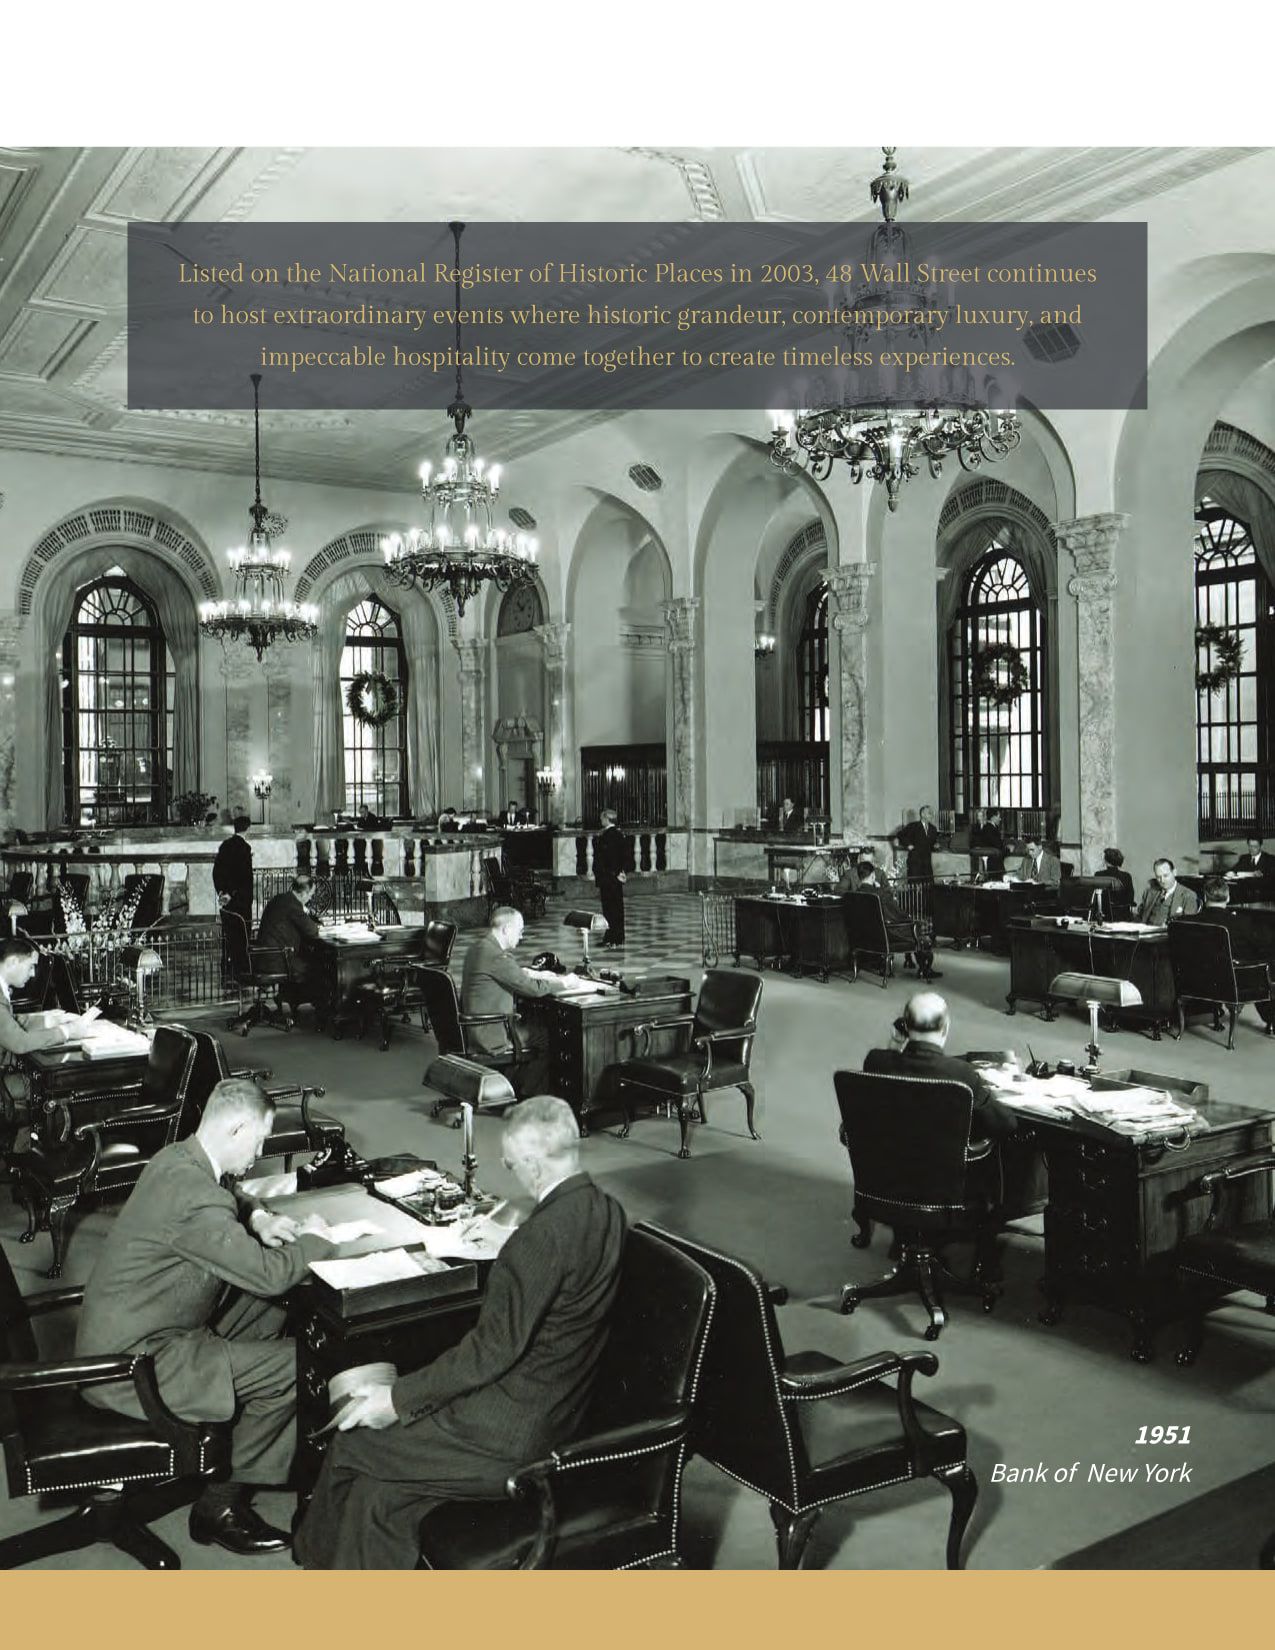 Listed on the National Register of Historic Places in 2003, 48 Wall Street continues
to host extraordinary events where historic grandeur, contemporary luxury, and
impeccable hospitality come together to create timeless experiences.
1951
Bank of New York